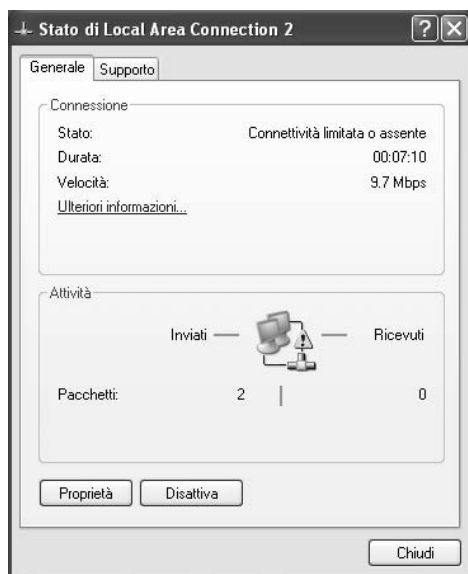 Stato di Local Area Connection 2
Generale Supporto
Connessione
Stato: Connettività limitata o assente
Durata: 00:07:10
Velocità: 9.7 Mbps
Ulteriori informazioni...
Attività
Inviati Ricevuti
Pacchetti: 2 0
Proprietà Disattiva
Chiudi